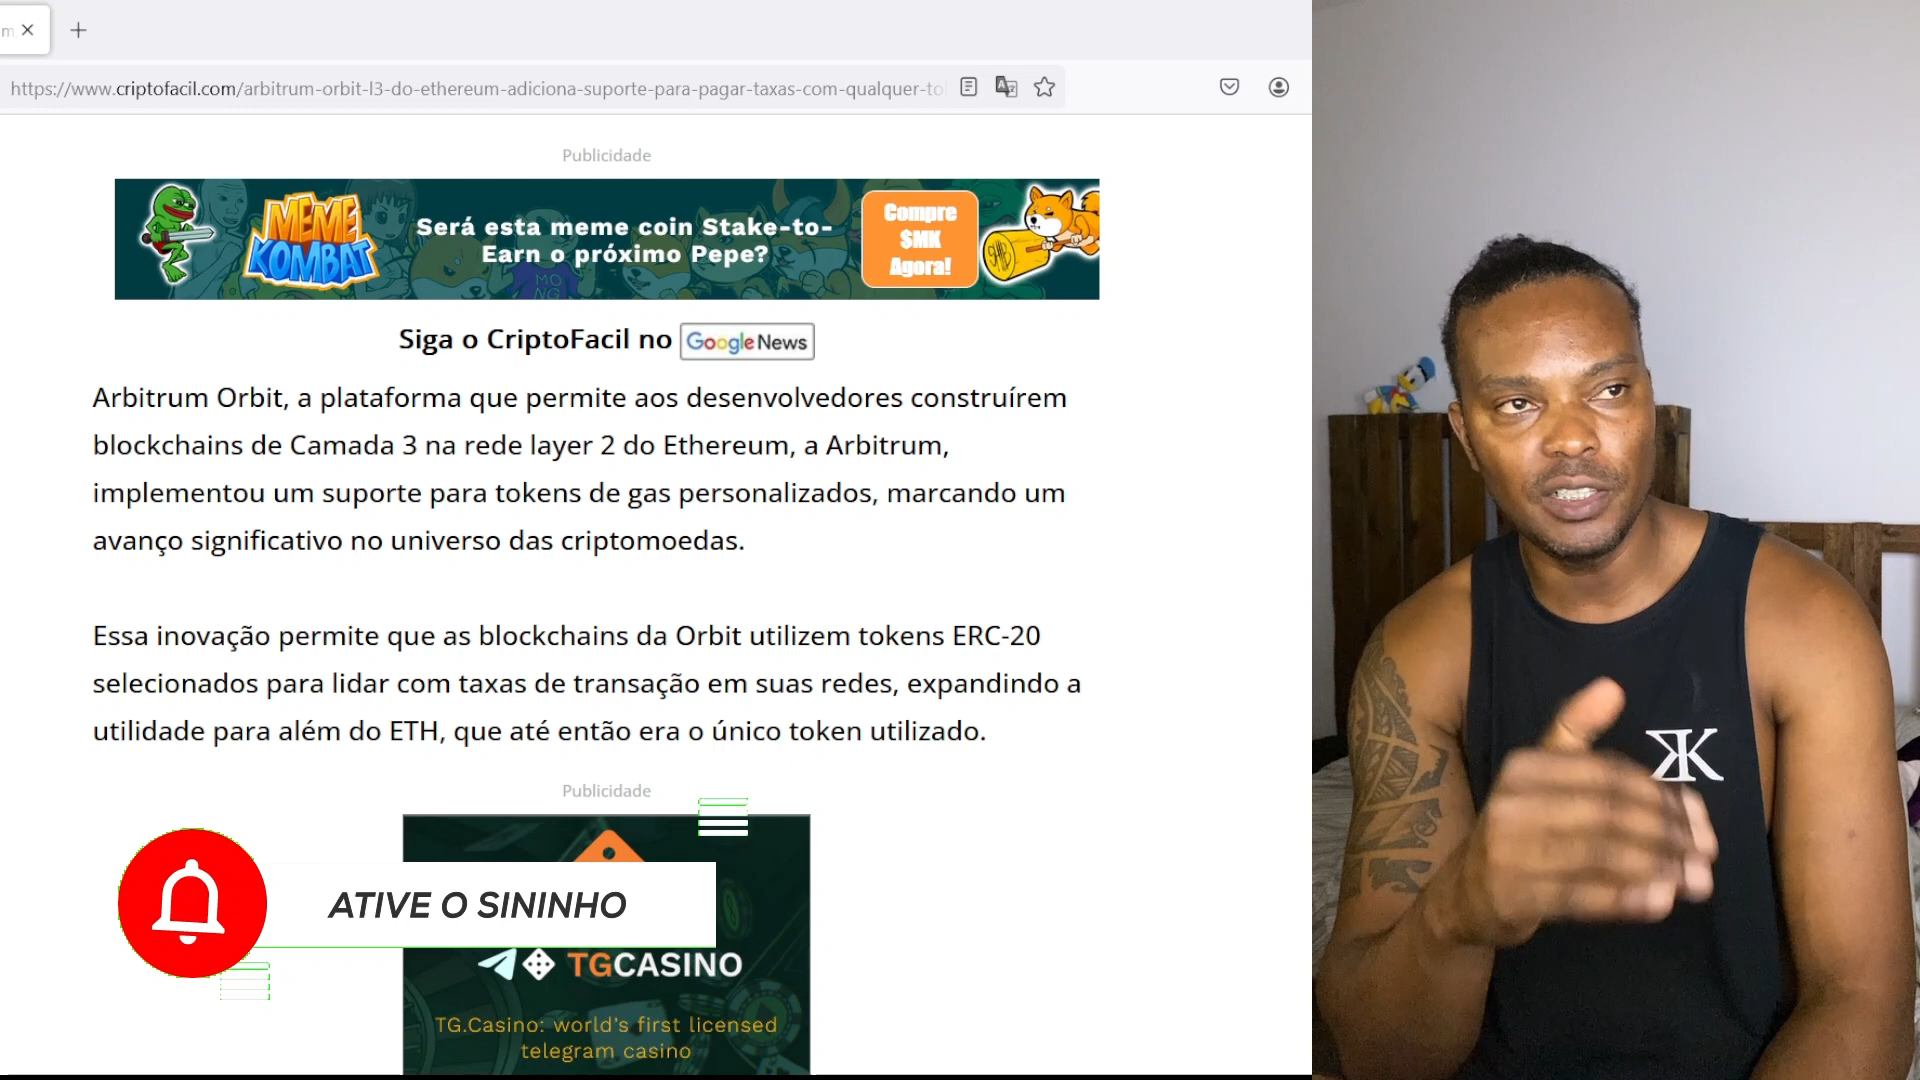 m
https://www.criptofacil.com/arbitrum-orbit-l3-do-ethereum-adiciona-suporte-para-pagar-taxas-com-qualquer-to
Publicidade
MEME KOMBAT
Será esta meme coin Stake-to-
Earn o próximo Pepe?
Compre
$MK
Agora!
Siga o CriptoFacil no Google News
Arbitrum Orbit, a plataforma que permite aos desenvolvedores construírem
blockchains de Camada 3 na rede layer 2 do Ethereum, a Arbitrum,
implementou um suporte para tokens de gas personalizados, marcando um
avanço significativo no universo das criptomoedas.
Essa inovação permite que as blockchains da Orbit utilizem tokens ERC-20
selecionados para lidar com taxas de transação em suas redes, expandindo a
utilidade para além do ETH, que até então era o único token utilizado.
Publicidade
ATIVE O SININHO
TGCASINO
TG.Casino: world's first licensed
telegram casino